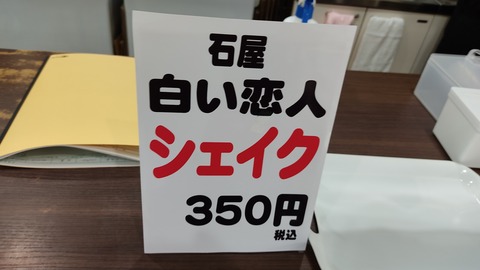 石屋
白い恋人
シェイク
350円
税込